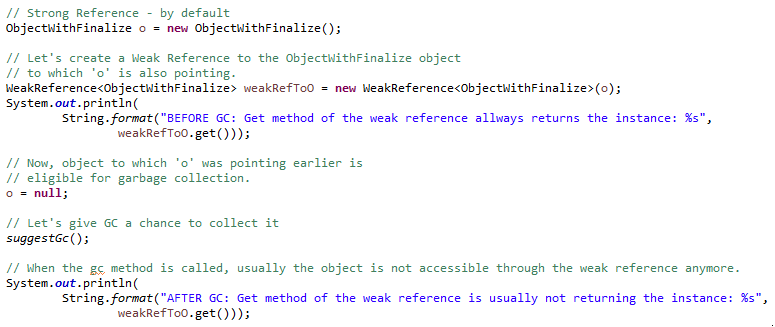 // Strong Reference - by default
ObjectWithFinalize o = new ObjectWithFinalize();
// Let's create a Weak Reference to the ObjectWithFinalize object
// to which 'o' is also pointing.
WeakReference<ObjectWithFinalize> weakRefToO = new WeakReference<ObjectWithFinalize>(o);
System.out.println(
String.format("BEFORE GC: Get method of the weak reference allways returns the instance: %s",
weakRefToO.get()));
// Now, object to which 'o' was pointing earlier is
// eligible for garbage collection.
o = null;
// Let's give GC a chance to collect it
suggestGc();
// When the gc method is called, usually the object is not accessible through the weak reference anymore.
System.out.println(
String.format("AFTER GC: Get method of the weak reference is usually not returning the instance: %s",
weakRefToO.get()));